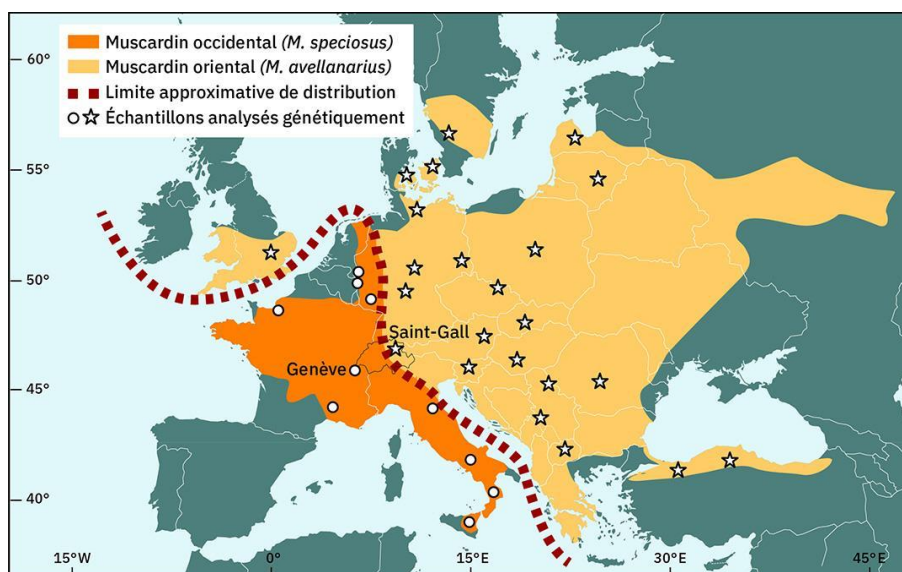 Muscardin occidental (M. speciosus)
Muscardin oriental (M. avellanarius)
Limite approximative de distribution
Échantillons analysés génétiquement
60°
55°
50°
45°
40°
Saint-Gall
Genève
15°W
0°
15°E
30°E
45°E